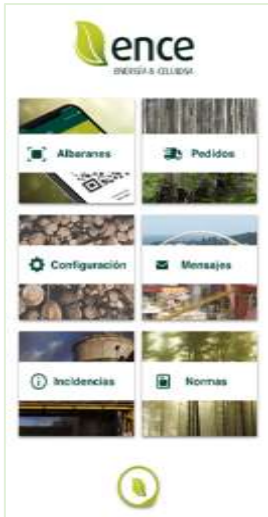 ence
ENERGÍA & CELULOSA
Albaranes
Pedidos
Configuración
Mensajes
Incidencias
Normas